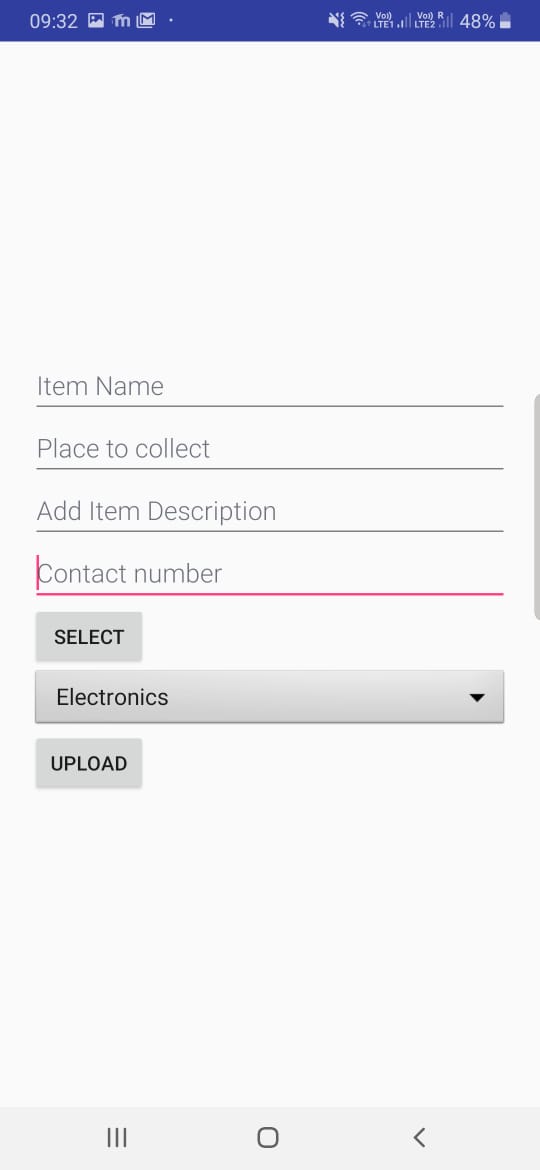 09:32 m M Vo) LTE1 Vo) R LTE2 48%
Item Name
Place to collect
Add Item Description
Contact number
SELECT
Electronics
UPLOAD